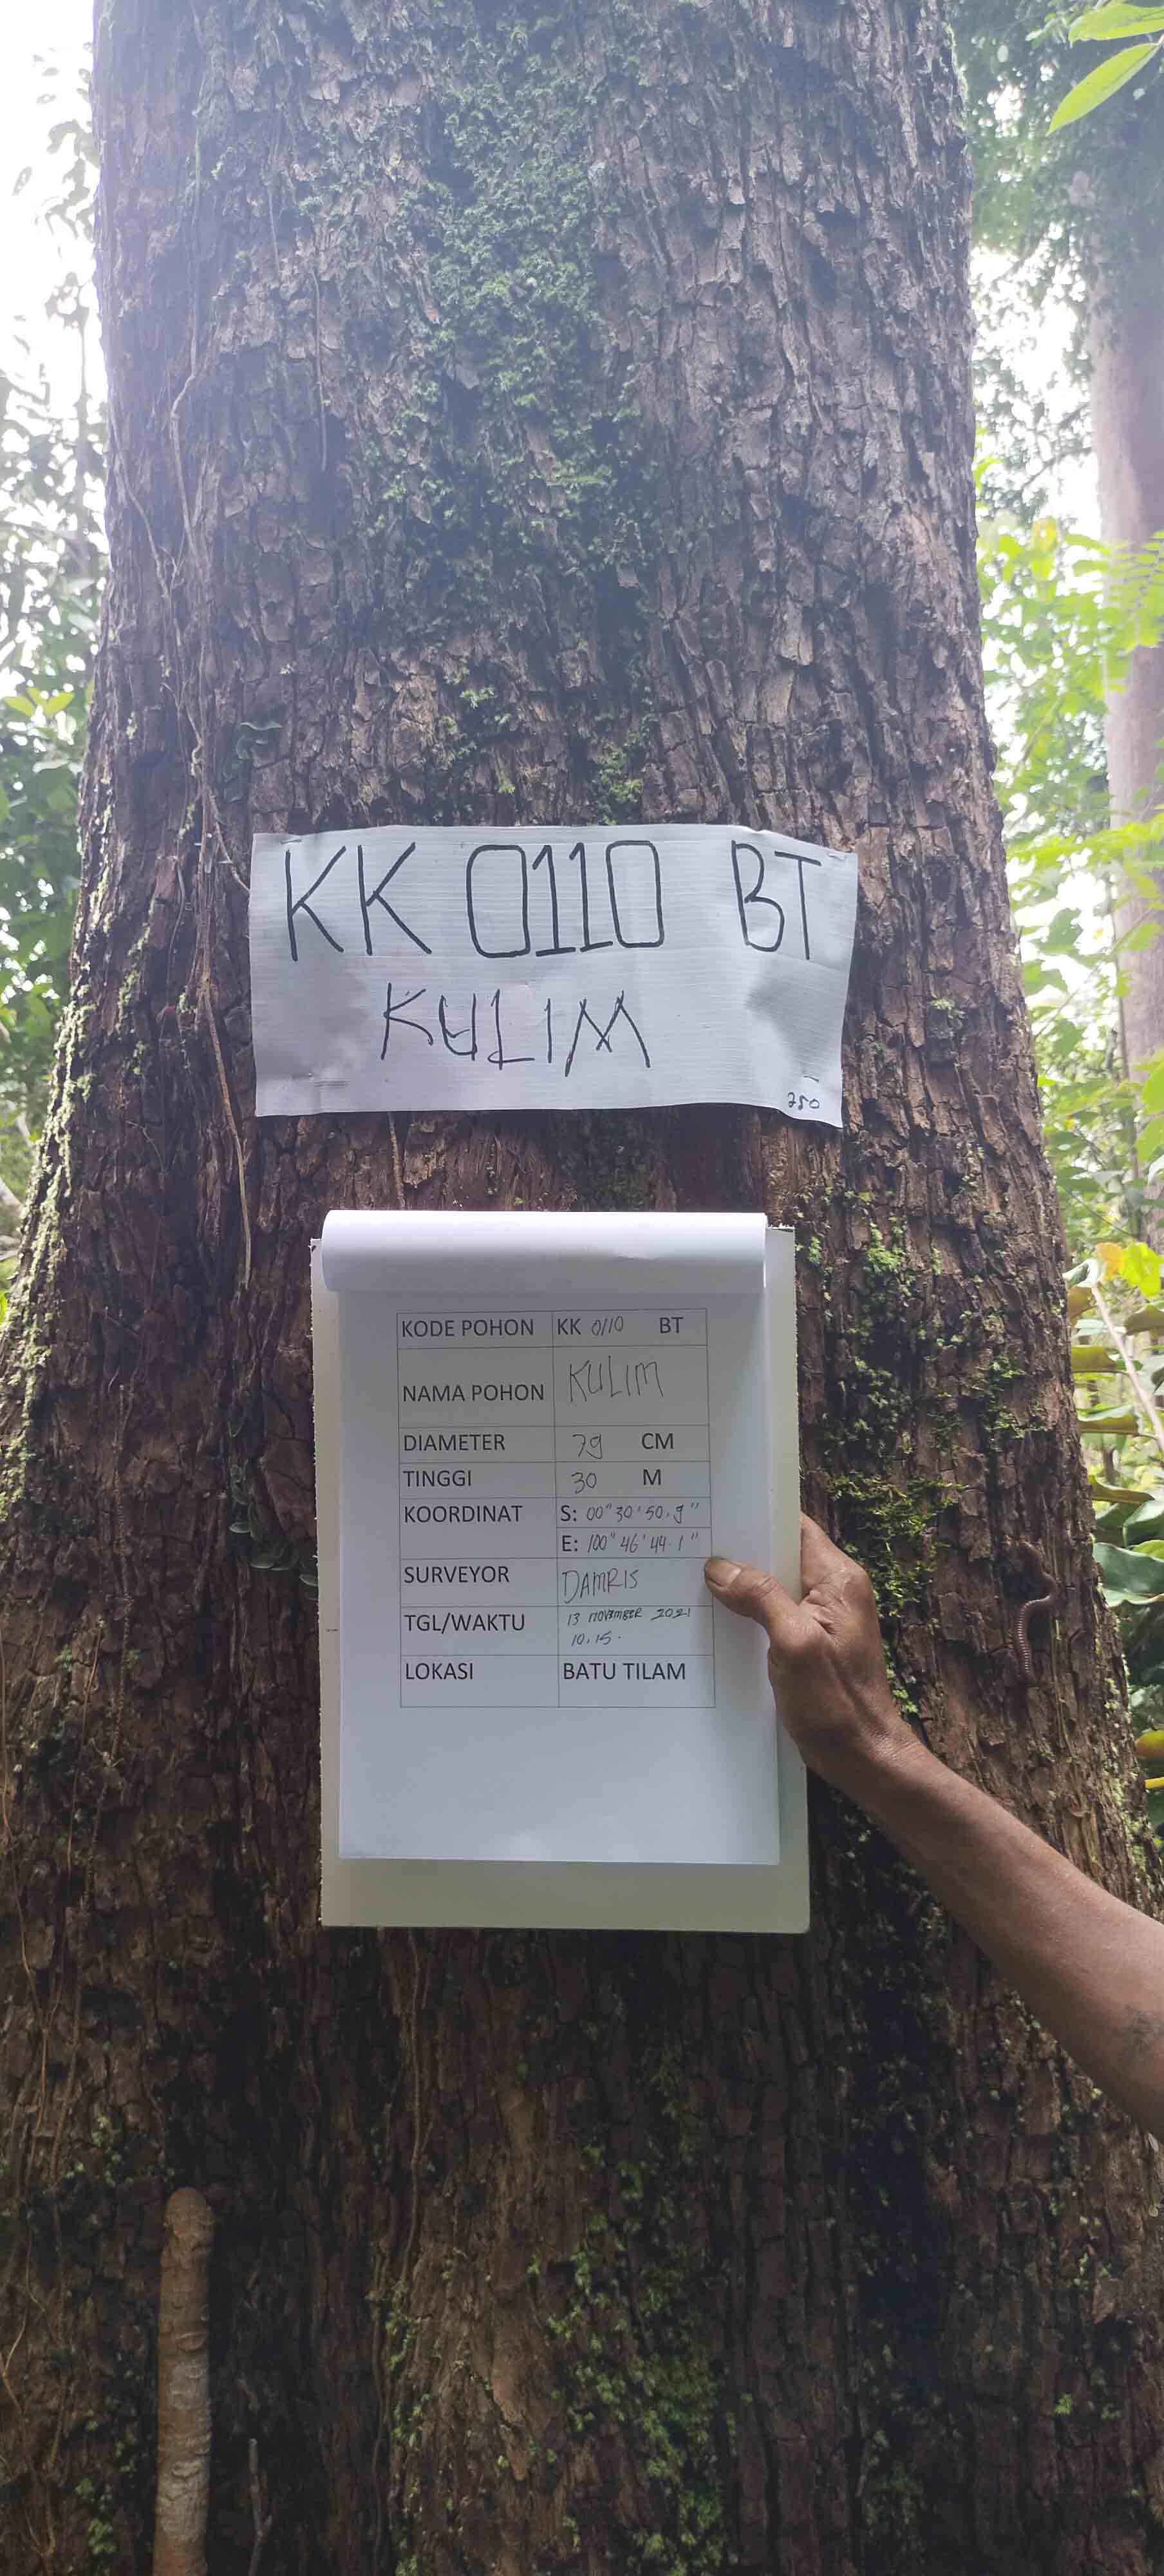 KK 0110 BT
KULIM
250
KODE POHON KK 0110 BT
NAMA POHON KULIM
DIAMETER 79 CM
TINGGI 30 M
KOORDINAT S: 00" 30' 50.9"
E: 100" 46' 44.1"
SURVEYOR DAMRIS
TGL/WAKTU 13 NOVEMBER 2021
10.15.
LOKASI BATU TILAM